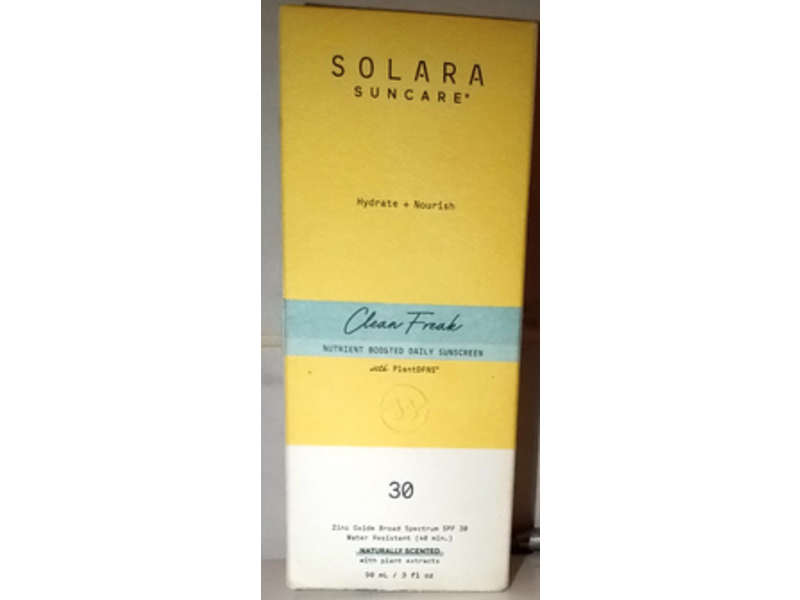 SOLARA
SUNCARE®
Hydrate + Nourish
Clean Freak
NUTRIENT BOOSTED DAILY SUNSCREEN
with PlantDFNS®
30
Zinc Oxide Broad Spectrum SPF 30
Water Resistant (40 min.)
NATURALLY SCENTED
with plant extracts
90 mL / 3 fl oz